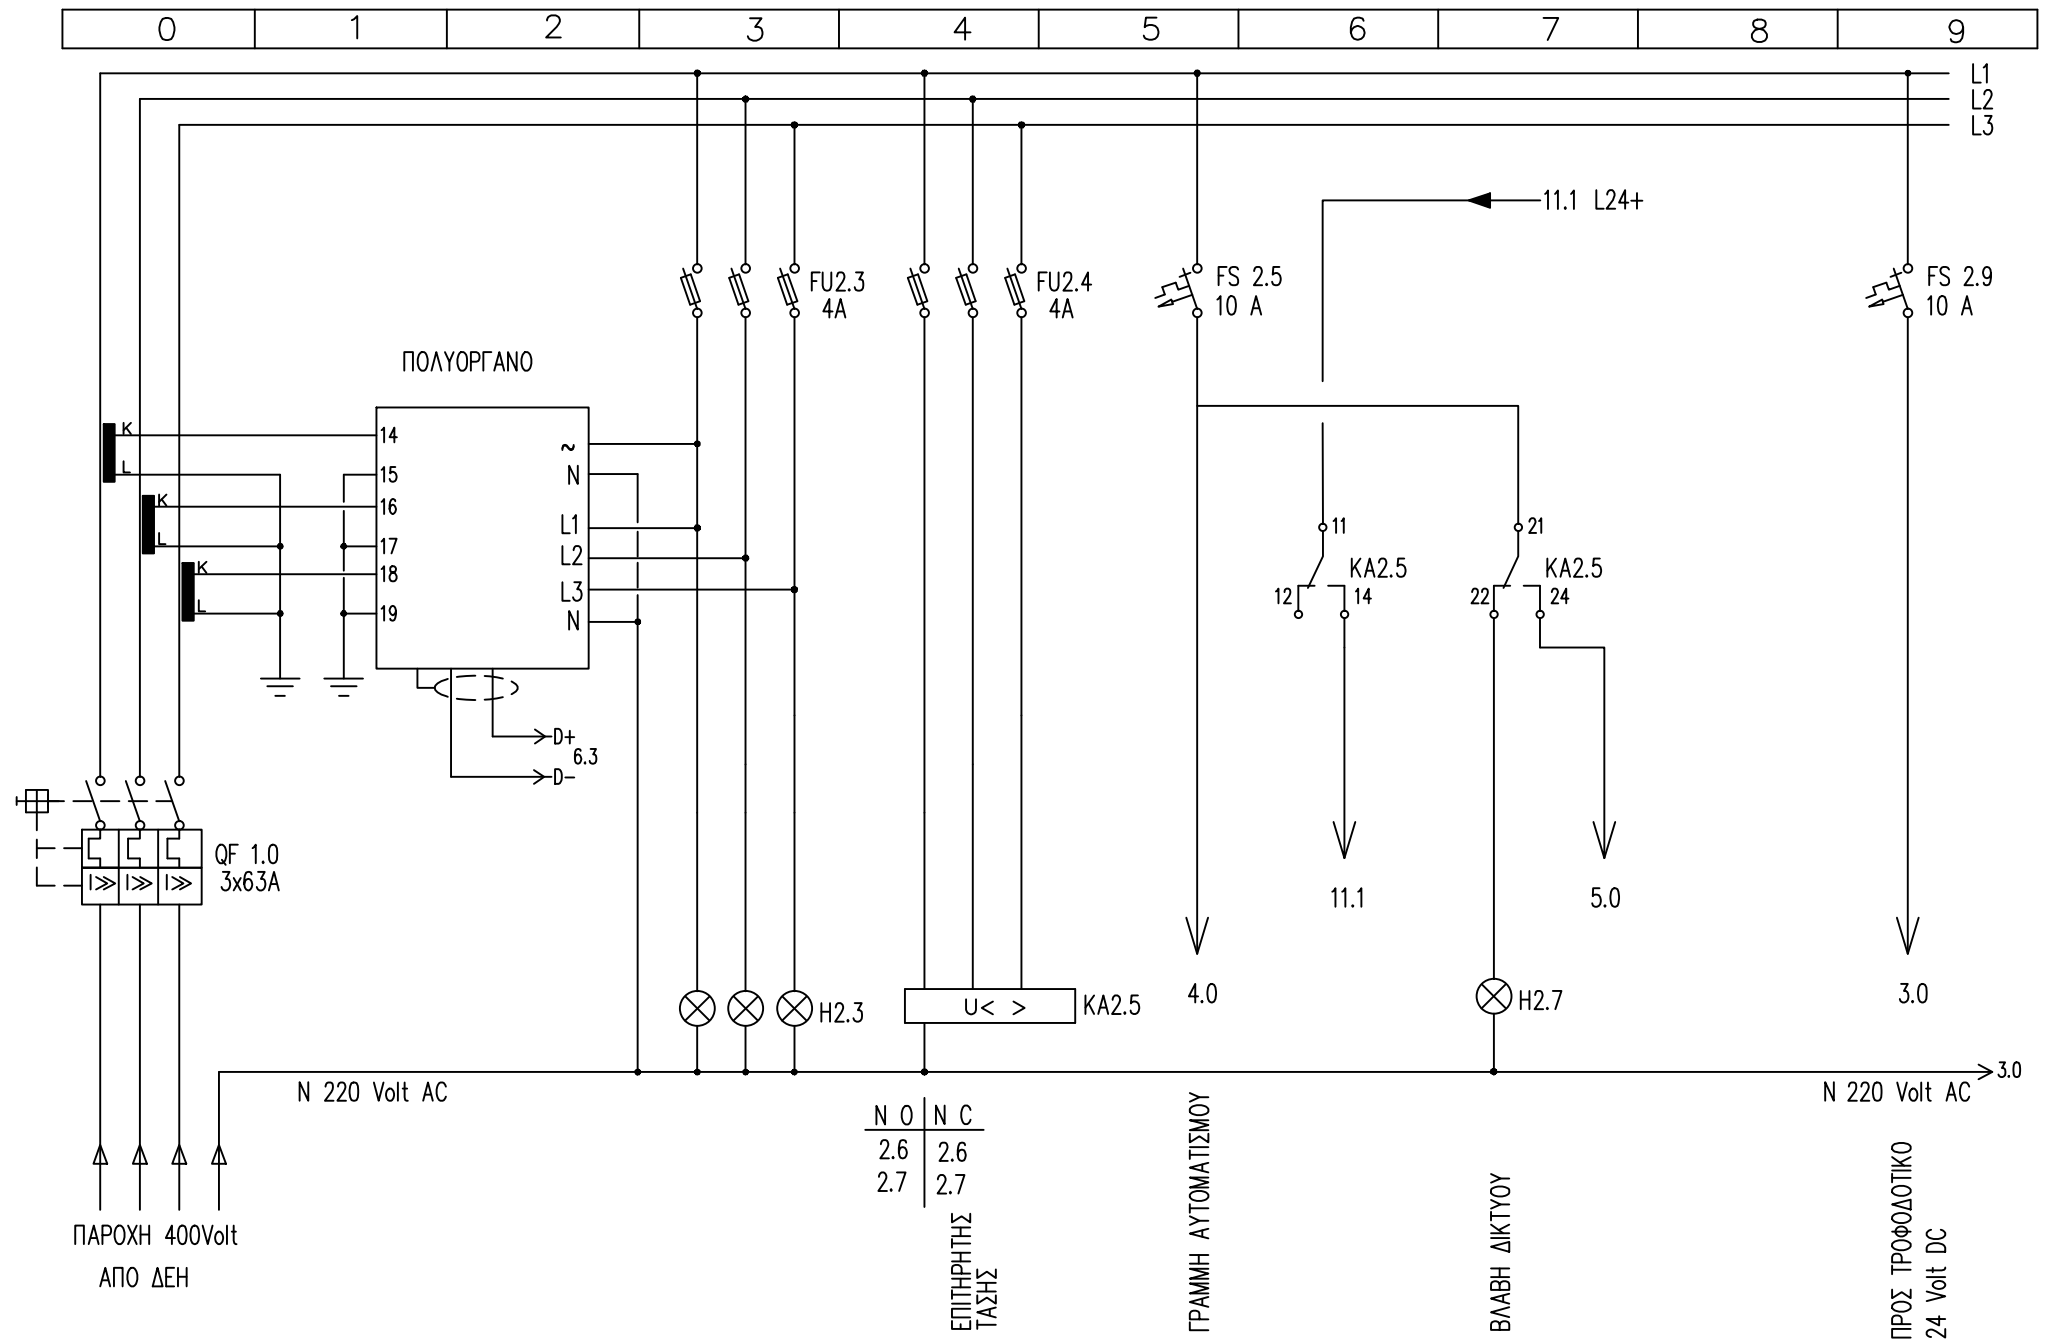 0 1 2 3 4 5 6 7 8 9
L1
L2
L3
11.1 L24+
FU2.3
4A
FU2.4
4A
FS 2.5
10 A
FS 2.9
10 A
ΠΟΛΥΟΡΓΑΝΟ
K
L
K
L
K
L
14
15
16
17
18
19
~
N
L1
L2
L3
N
D+
6.3
D-
11
KA2.5
12
14
21
KA2.5
22
24
QF 1.0
3x63A
I≫ I≫ I≫
11.1
5.0
4.0
3.0
H2.3
U< >
KA2.5
H2.7
N 220 Volt AC
3.0
N 220 Volt AC
N O N C
2.6 2.6
2.7 2.7
ΠΑΡΟΧΗ 400Volt
ΑΠΟ ΔΕΗ
ΕΠΙΤΗΡΗΤΗΣ
ΤΑΣΗΣ
ΓΡΑΜΜΗ ΑΥΤΟΜΑΤΙΣΜΟΥ
ΒΛΑΒΗ ΔΙΚΤΥΟΥ
ΠΡΟΣ ΤΡΟΦΟΔΟΤΙΚΟ
24 Volt DC